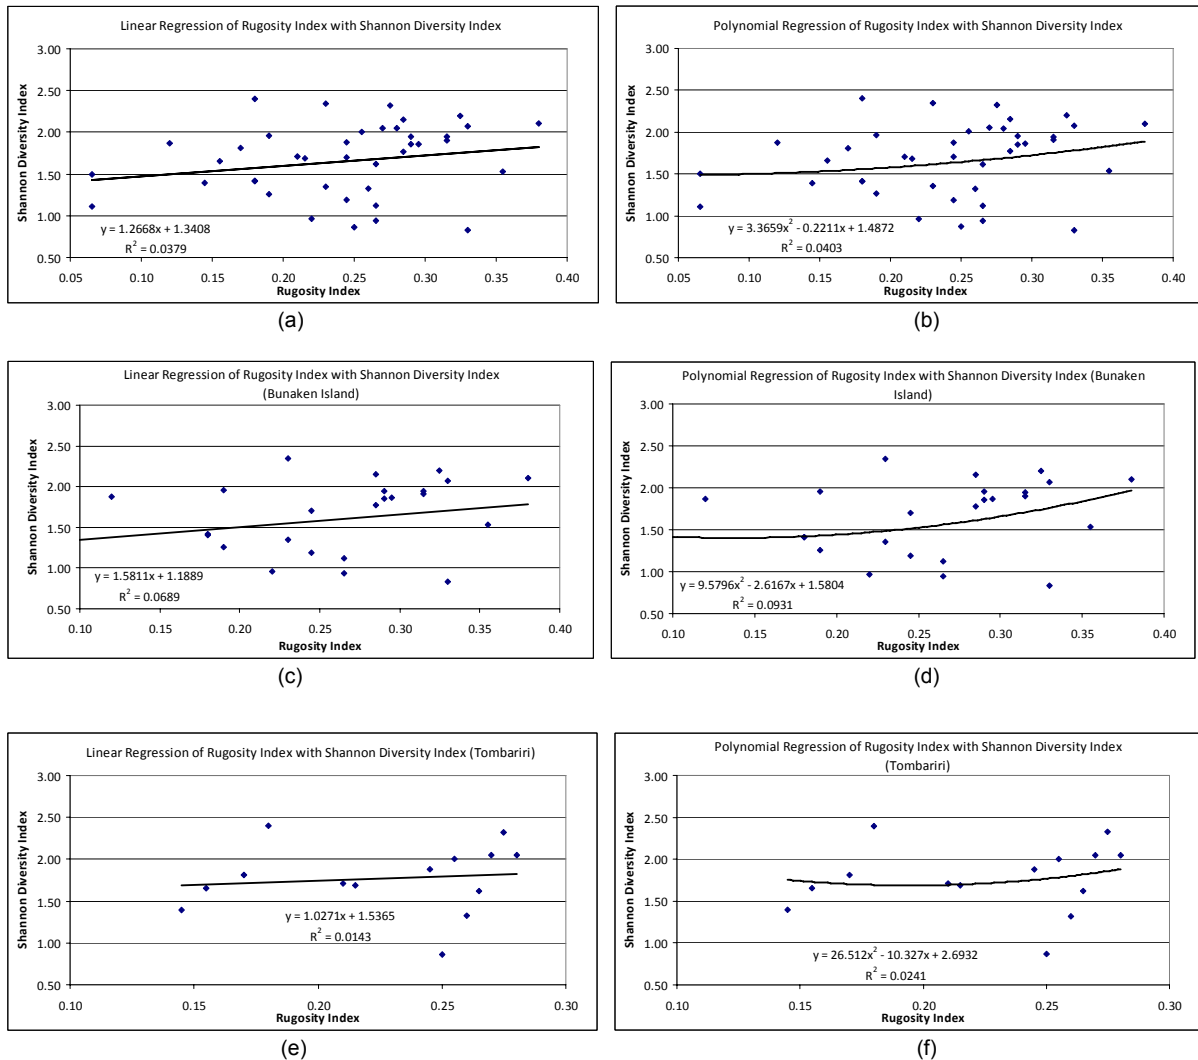 Linear Regression of Rugosity Index with Shannon Diversity Index
3.00
2.50
2.00
1.50
1.00
0.50
Shannon Diversity Index
y = 1.2668x + 1.3408
R² = 0.0379
0.05 0.10 0.15 0.20 0.25 0.30 0.35 0.40
Rugosity Index
(a)
Polynomial Regression of Rugosity Index with Shannon Diversity Index
3.00
2.50
2.00
1.50
1.00
0.50
Shannon Diversity Index
y = 3.3659x² - 0.2211x + 1.4872
R² = 0.0403
0.05 0.10 0.15 0.20 0.25 0.30 0.35 0.40
Rugosity Index
(b)
Linear Regression of Rugosity Index with Shannon Diversity Index
(Bunaken Island)
3.00
2.50
2.00
1.50
1.00
0.50
Shannon Diversity Index
y = 1.5811x + 1.1889
R² = 0.0689
0.10 0.15 0.20 0.25 0.30 0.35 0.40
Rugosity Index
(c)
Polynomial Regression of Rugosity Index with Shannon Diversity Index (Bunaken
Island)
3.00
2.50
2.00
1.50
1.00
0.50
Shannon Diversity Index
y = 9.5796x² - 2.6167x + 1.5804
R² = 0.0931
0.10 0.15 0.20 0.25 0.30 0.35 0.40
Rugosity Index
(d)
Linear Regression of Rugosity Index with Shannon Diversity Index (Tombariri)
3.00
2.50
2.00
1.50
1.00
0.50
Shannon Diversity Index
y = 1.0271x + 1.5365
R² = 0.0143
0.10 0.15 0.20 0.25 0.30
Rugosity Index
(e)
Polynomial Regression of Rugosity Index with Shannon Diversity Index
(Tombariri)
3.00
2.50
2.00
1.50
1.00
0.50
Shannon Diversity Index
y = 26.512x² - 10.327x + 2.6932
R² = 0.0241
0.10 0.15 0.20 0.25 0.30
Rugosity Index
(f)